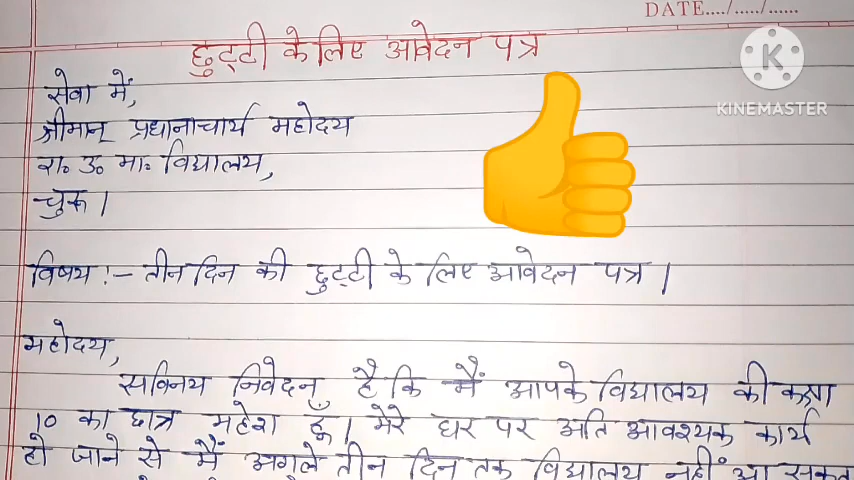 DATE..../...../......
छुट्टी के लिए आवेदन पत्र
KINEMASTER
सेवा में,
श्रीमान् प्रधानाचार्य महोदय
रा० उ० मा० विद्यालय,
चुरू।
विषय :- तीन दिन की छुट्टी के लिए आवेदन पत्र ।
महोदय,
सविनय निवेदन् है कि मैं आपके विद्यालय की कक्षा
10 का छात्र महेश हूँ। मेरे घर पर अति आवश्यक कार्य
हो जाने से मैं अगले तीन दिन तक विद्यालय नहीं आ सकता